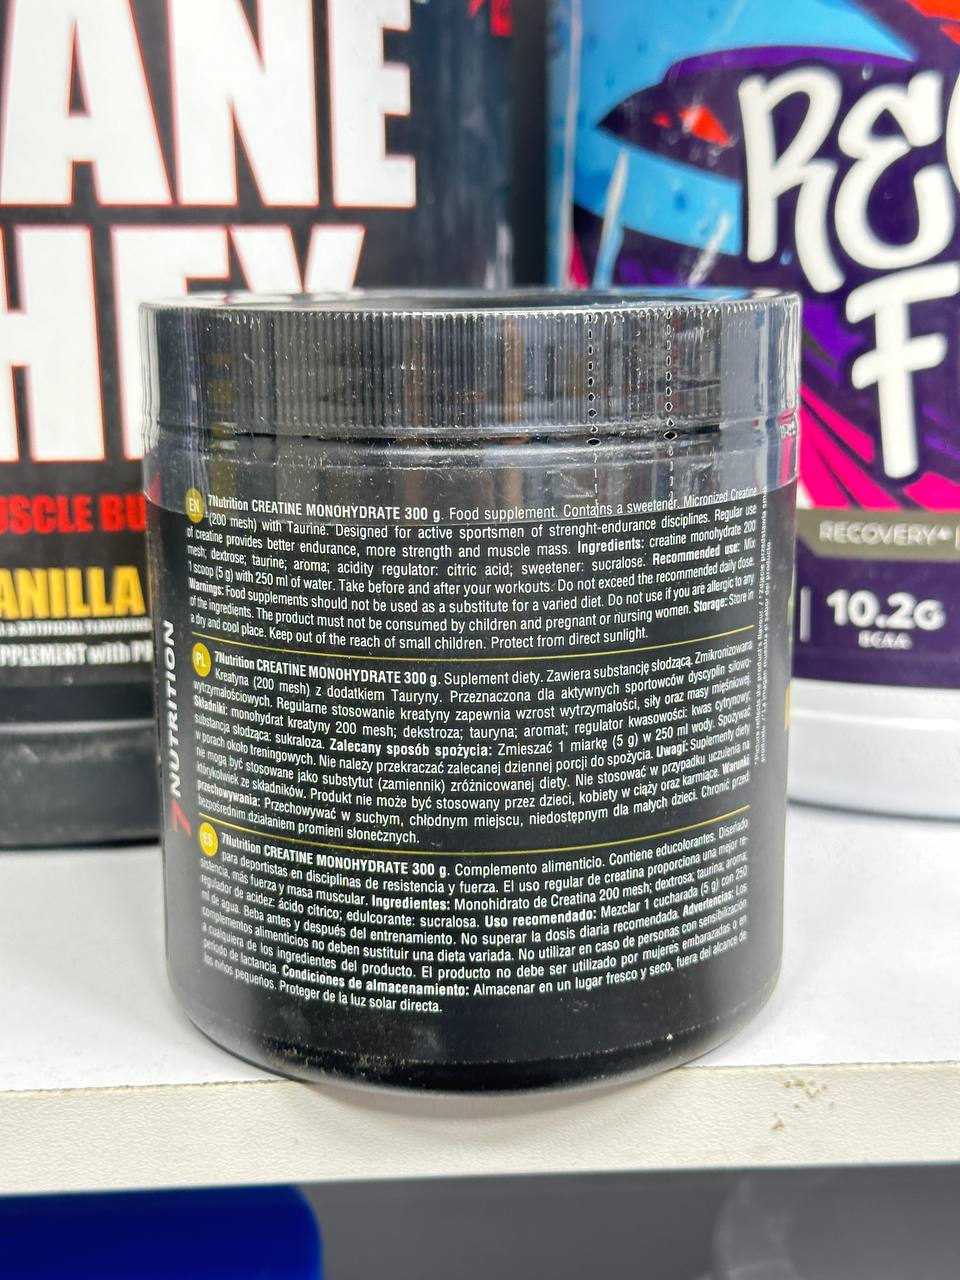 ANE
HEY
MUSCLE BU
ANILLA
PPLEMENT with
REC
F
RECOVERY
10.2G
BCAA
7NUTRITION
EN 7Nutrition CREATINE MONOHYDRATE 300 g. Food supplement. Contains a sweetener. Micronized Creatine
(200 mesh) with Taurine. Designed for active sportsmen of strenght-endurance disciplines. Regular use
of creatine provides better endurance, more strength and muscle mass. Ingredients: creatine monohydrate 200
mesh; dextrose; taurine; aroma; acidity regulator: citric acid; sweetener: sucralose. Recommended use: Mix
1 scoop (5 g) with 250 ml of water. Take before and after your workouts. Do not exceed the recommended daily dose.
Warnings: Food supplements should not be used as a substitute for a varied diet. Do not use if you are allergic to any
of the ingredients. The product must not be consumed by children and pregnant or nursing women. Storage: Store in
a dry and cool place. Keep out of the reach of small children. Protect from direct sunlight.
PL 7Nutrition CREATINE MONOHYDRATE 300 g. Suplement diety. Zawiera substancję słodzącą. Zmikronizowana
Kreatyna (200 mesh) z dodatkiem Tauryny. Przeznaczona dla aktywnych sportowców dyscyplin siłowo-
wytrzymałościowych. Regularne stosowanie kreatyny zapewnia wzrost wytrzymałości, siły oraz masy mięśniowej.
Składniki: monohydrat kreatyny 200 mesh; dekstroza; tauryna; aromat; regulator kwasowości: kwas cytrynowy;
substancja słodząca: sukraloza. Zalecany sposób spożycia: Zmieszać 1 miarkę (5 g) w 250 ml wody. Spożywać
w porach około treningowych. Nie należy przekraczać zalecanej dziennej porcji do spożycia. Uwagi: Suplementy diety
nie mogą być stosowane jako substytut (zamiennik) zróżnicowanej diety. Nie stosować w przypadku uczulenia na
którykolwiek ze składników. Produkt nie może być stosowany przez dzieci, kobiety w ciąży oraz karmiące. Warunki
przechowywania: Przechowywać w suchym, chłodnym miejscu, niedostępnym dla małych dzieci. Chronić przed
bezpośrednim działaniem promieni słonecznych.
ES 7Nutrition CREATINE MONOHYDRATE 300 g. Complemento alimenticio. Contiene educolorantes. Diseñado
para deportistas en disciplinas de resistencia y fuerza. El uso regular de creatina proporciona una mejor re-
sistencia, más fuerza y masa muscular. Ingredientes: Monohidrato de Creatina 200 mesh; dextrosa; taurina; aroma;
regulador de acidez: ácido cítrico; edulcorante: sucralosa. Uso recomendado: Mezclar 1 cucharada (5 g) con 250
ml de agua. Beba antes y después del entrenamiento. No superar la dosis diaria recomendada. Advertencias: Los
complementos alimenticios no deben sustituir una dieta variada. No utilizar en caso de personas con sensibilización
a cualquiera de los ingredientes del producto. El producto no debe ser utilizado por mujeres embarazadas o en
período de lactancia. Condiciones de almacenamiento: Almacenar en un lugar fresco y seco, fuera del alcance de
los niños pequeños. Proteger de la luz solar directa.